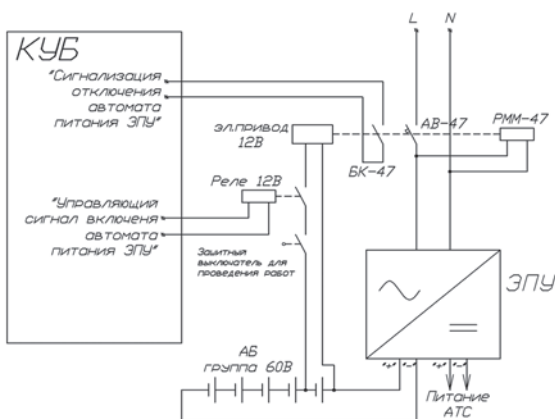 КУБ
"Сигнализация
отключения
автомата
питания ЭПУ"
"Управляющий
сигнал включеня
автомата
питания ЭПУ"
L N
эл.привод
12В
АВ-47
РММ-47
БК-47
Реле 12В
Защитный
выключатель для
проведения работ
ЭПУ
АБ
группа 60В
"+" "-" "+" "-"
Питание
АТС